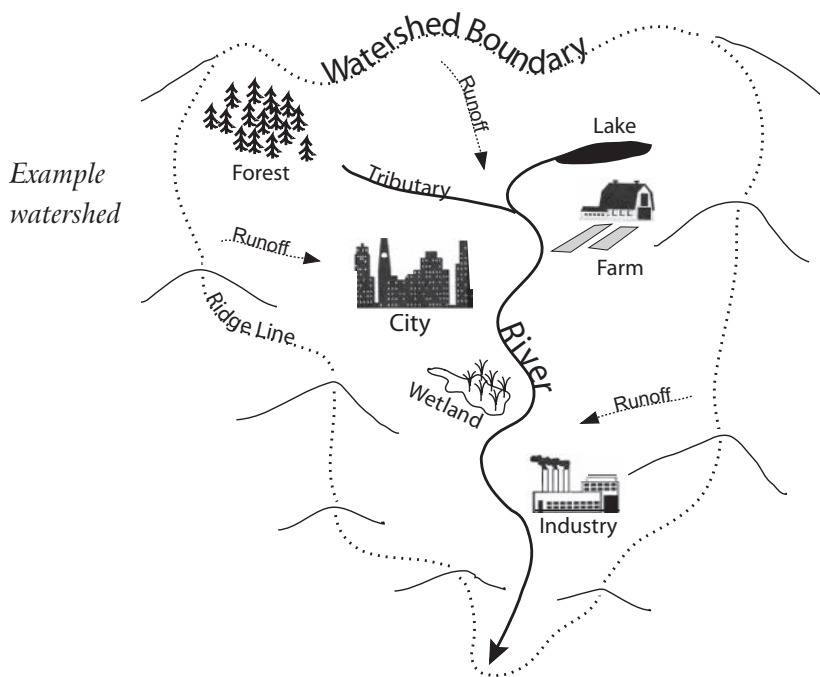 Watershed Boundary
Runoff
Lake
Example
watershed
Forest
Tributary
Runoff
Farm
City
Ridge Line
River
Wetland
Runoff
Industry